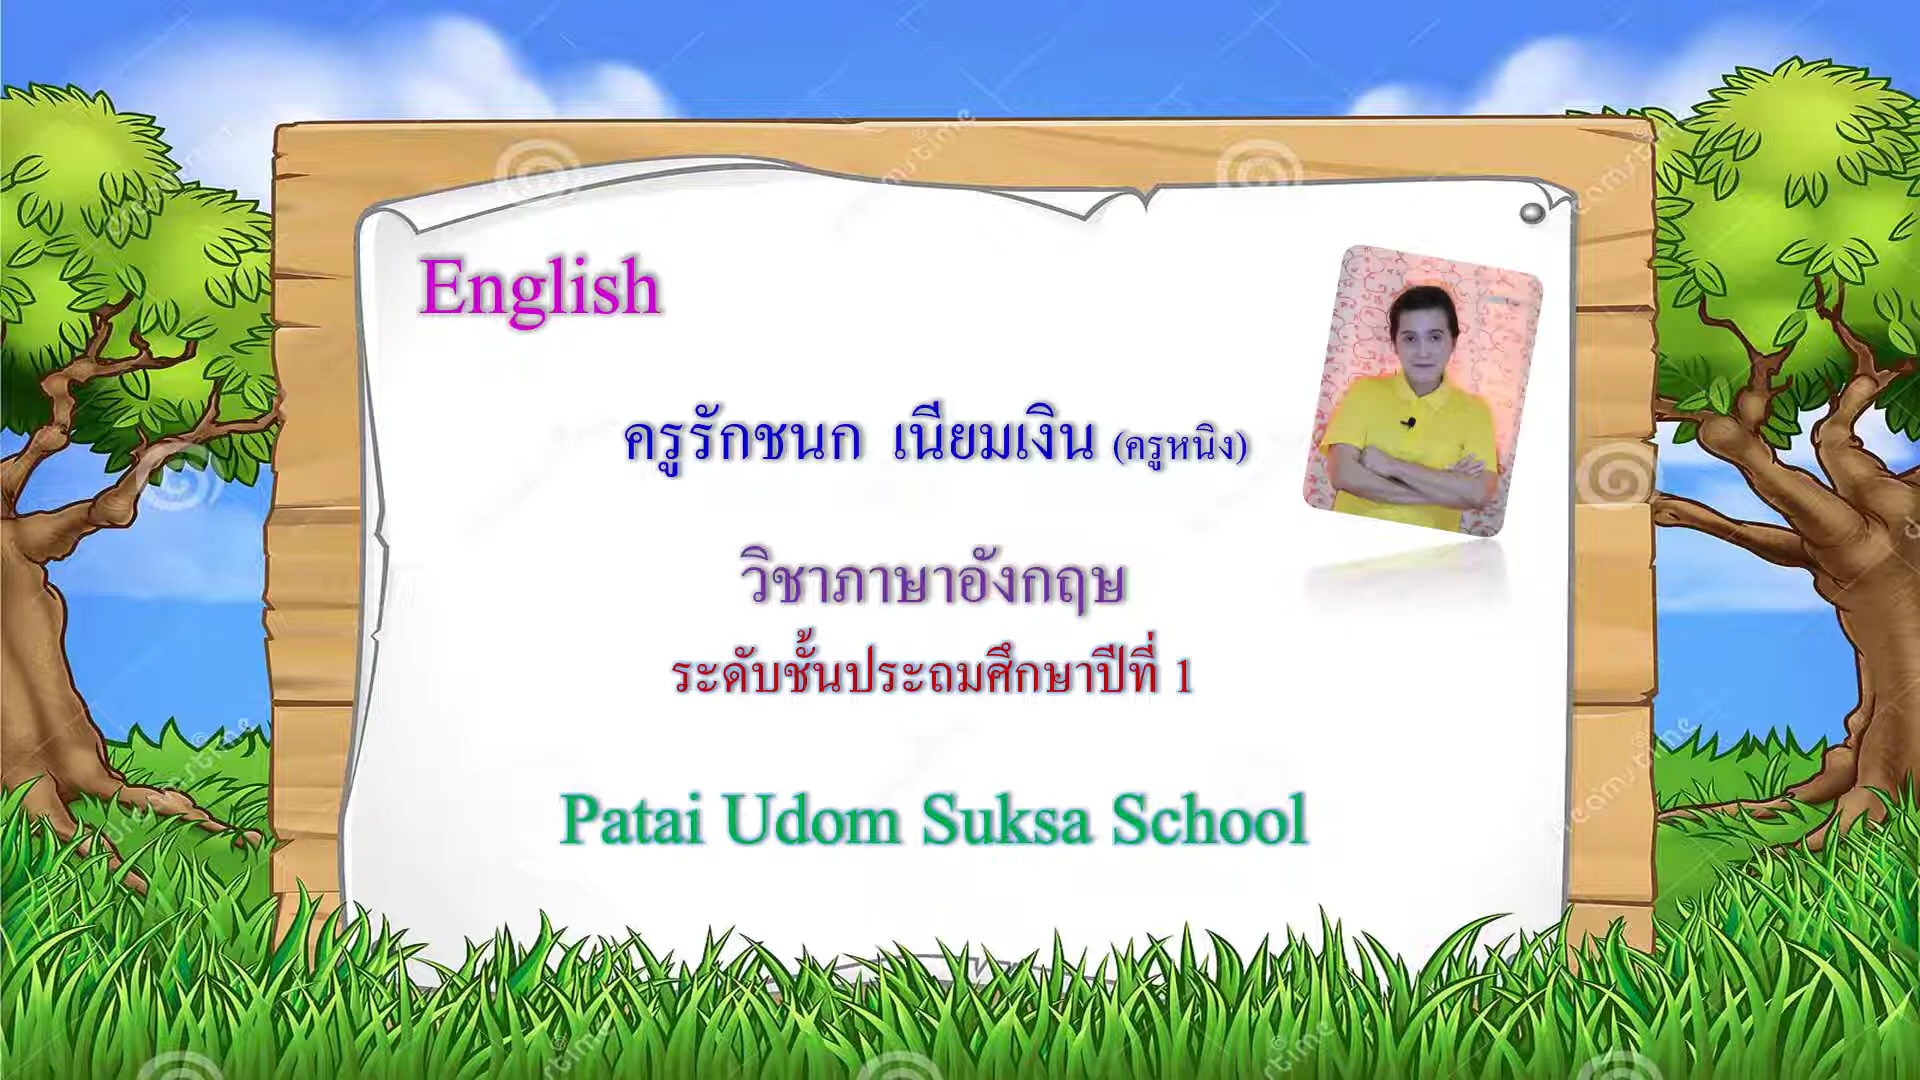 English
ครูรักชนก เนียมเงิน (ครูหนิง)
วิชาภาษาอังกฤษ
ระดับชั้นประถมศึกษาปีที่ 1
Patai Udom Suksa School